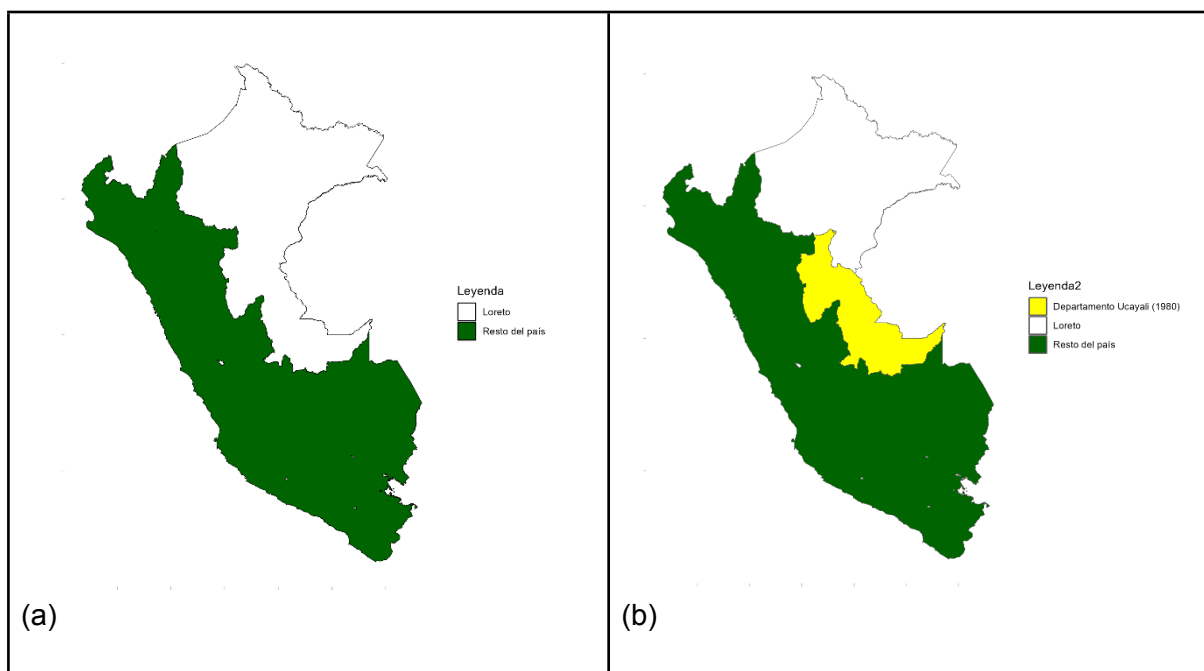 Leyenda
Loreto
Resto del país
(a)
Leyenda2
Departamento Ucayali (1980)
Loreto
Resto del país
(b)